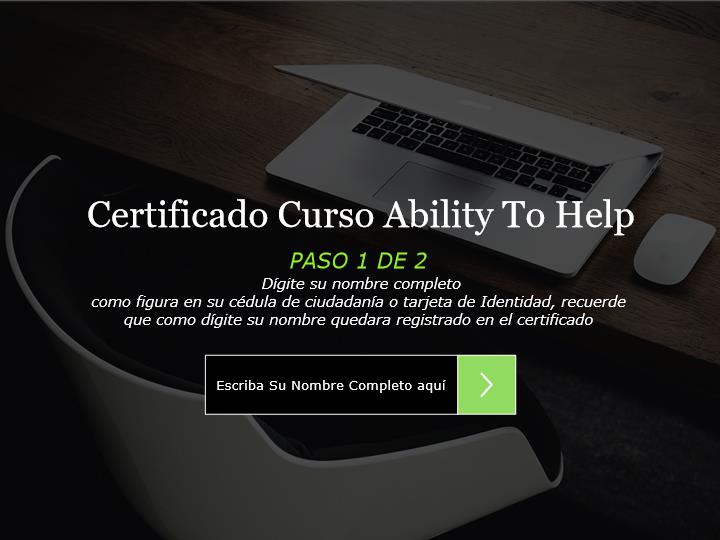 Certificado Curso Ability To Help
PASO 1 DE 2
Dígite su nombre completo
como figura en su cédula de ciudadanía o tarjeta de Identidad, recuerde
que como dígite su nombre quedara registrado en el certificado
Escriba Su Nombre Completo aquí